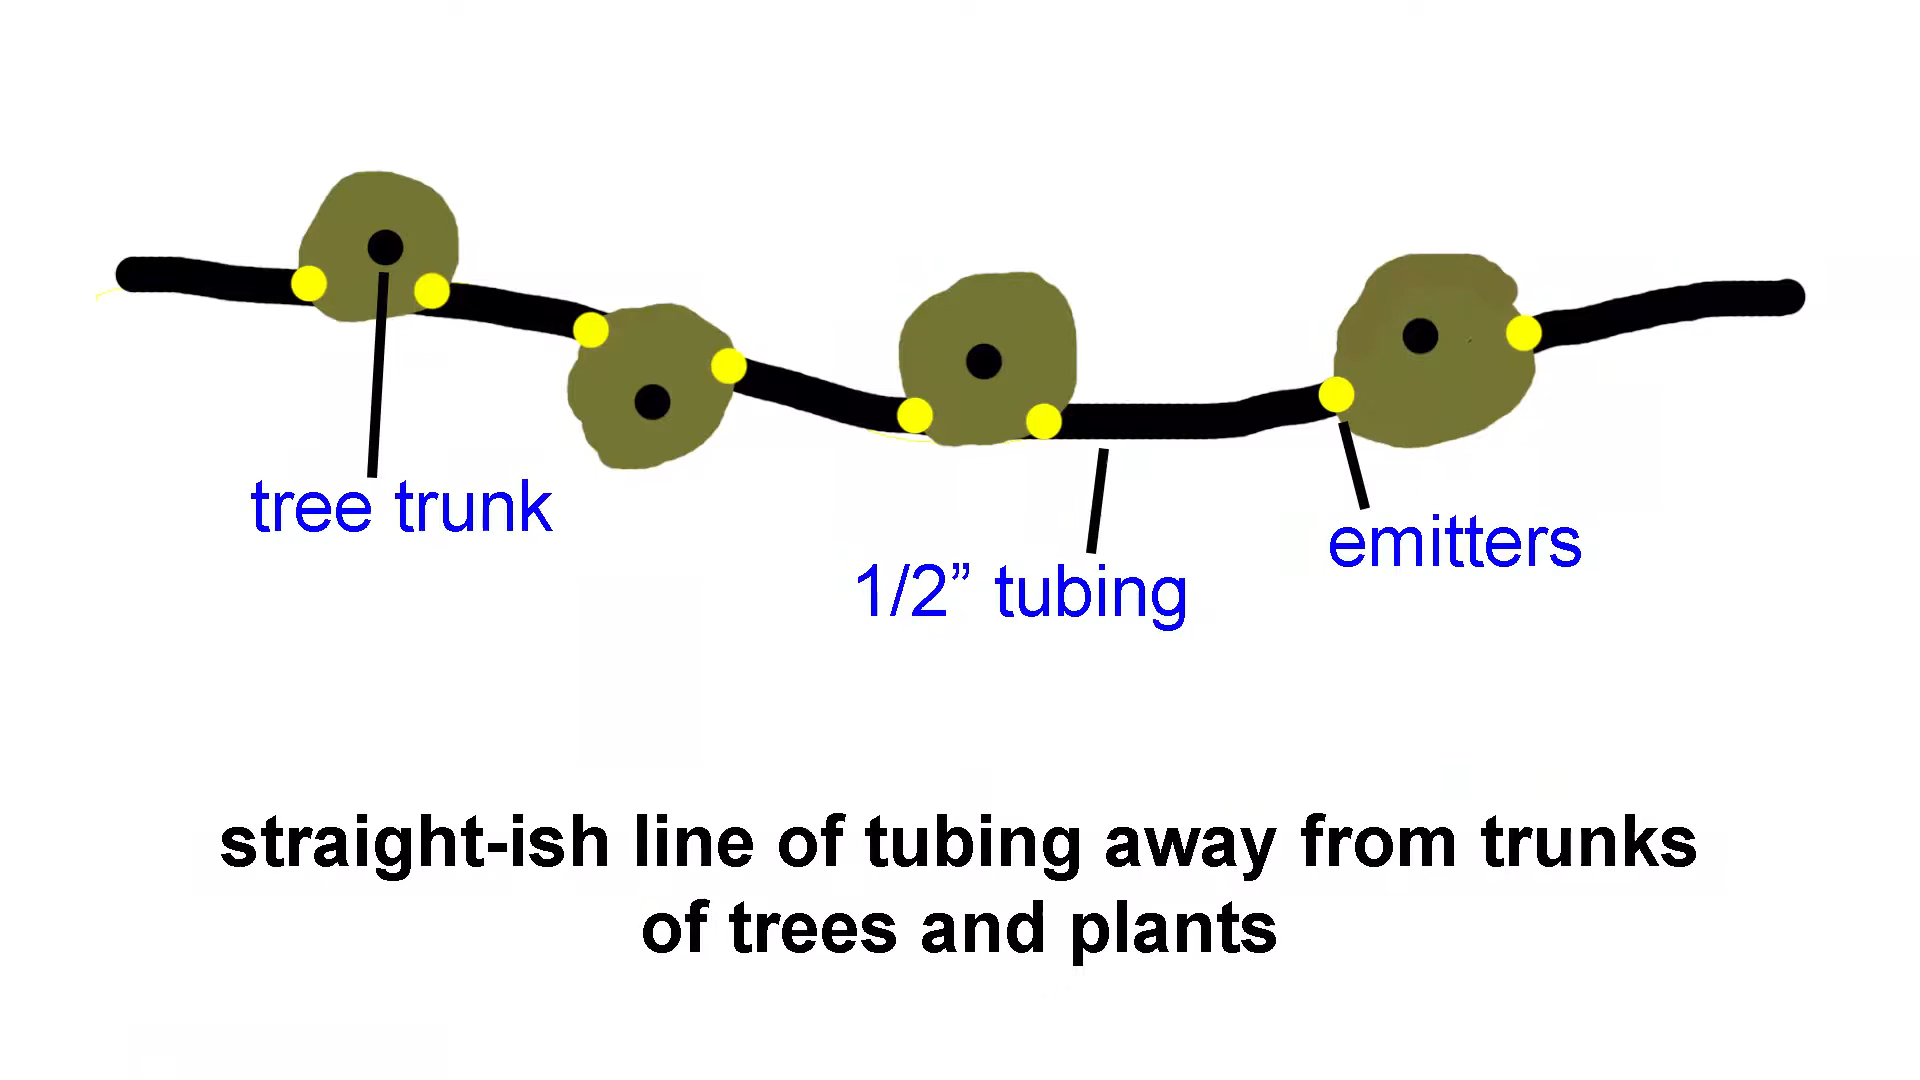 tree trunk
1/2” tubing
emitters
straight-ish line of tubing away from trunks
of trees and plants